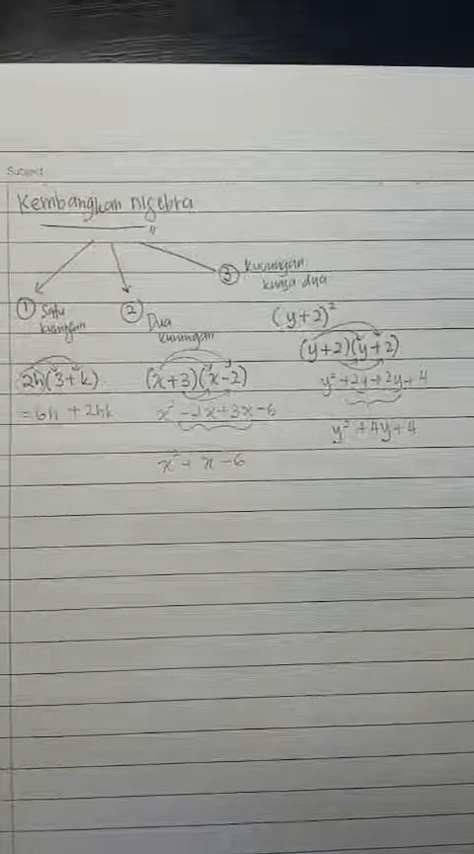 Subject
Kembangkan Algebra
① Satu kurungan
2h(3+k)
= 6h + 2hk
② Dua kurungan
(x+3)(x-2)
x² - 2x + 3x - 6
x² + x - 6
③ kurungan kuasa dua
(y+2)²
(y+2)(y+2)
y² + 2y + 2y + 4
y² + 4y + 4